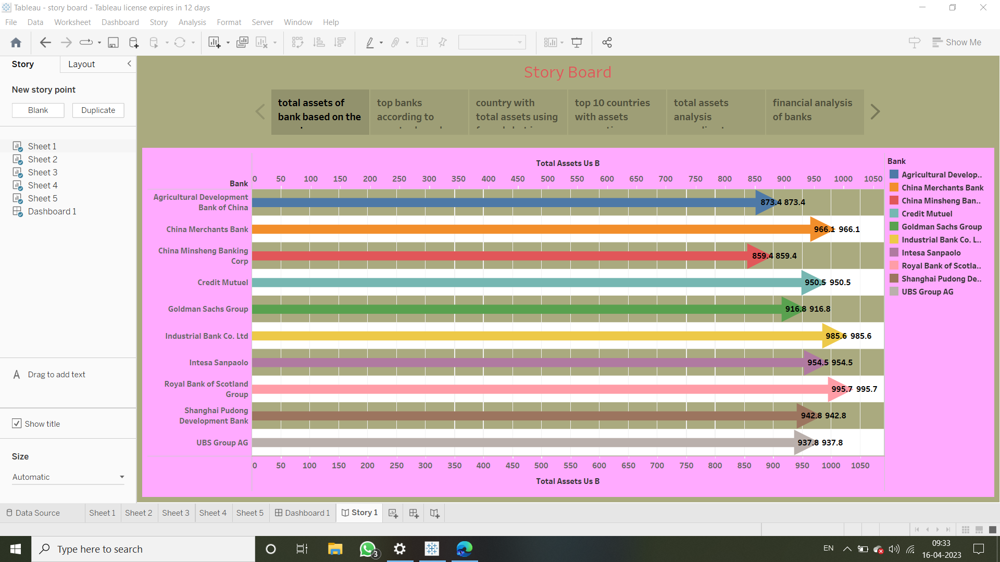 Tableau - story board - Tableau license expires in 12 days
File Data Worksheet Dashboard Story Analysis Format Server Window Help
Show Me
Story Layout
New story point
Blank Duplicate
Sheet 1
Sheet 2
Sheet 3
Sheet 4
Sheet 5
Dashboard 1
A Drag to add text
Show title
Size
Automatic
Story Board
total assets of
bank based on the
top banks
according to
country with
total assets using
top 10 countries
with assets
total assets
analysis
financial analysis
of banks
Total Assets Us B
Bank
0 50 100 150 200 250 300 350 400 450 500 550 600 650 700 750 800 850 900 950 1000 1050
Agricultural Development
Bank of China
873.4 873.4
China Merchants Bank
966.1 966.1
China Minsheng Banking
Corp
859.4 859.4
Credit Mutuel
950.5 950.5
Goldman Sachs Group
916.8 916.8
Industrial Bank Co. Ltd
985.6 985.6
Intesa Sanpaolo
954.5 954.5
Royal Bank of Scotland
Group
995.7 995.7
Shanghai Pudong
Development Bank
942.8 942.8
UBS Group AG
937.8 937.8
0 50 100 150 200 250 300 350 400 450 500 550 600 650 700 750 800 850 900 950 1000 1050
Total Assets Us B
Bank
Agricultural Develop..
China Merchants Bank
China Minsheng Ban..
Credit Mutuel
Goldman Sachs Group
Industrial Bank Co. L..
Intesa Sanpaolo
Royal Bank of Scotla..
Shanghai Pudong De..
UBS Group AG
Data Source Sheet 1 Sheet 2 Sheet 3 Sheet 4 Sheet 5 Dashboard 1 Story 1
Type here to search
3
EN
09:33
16-04-2023